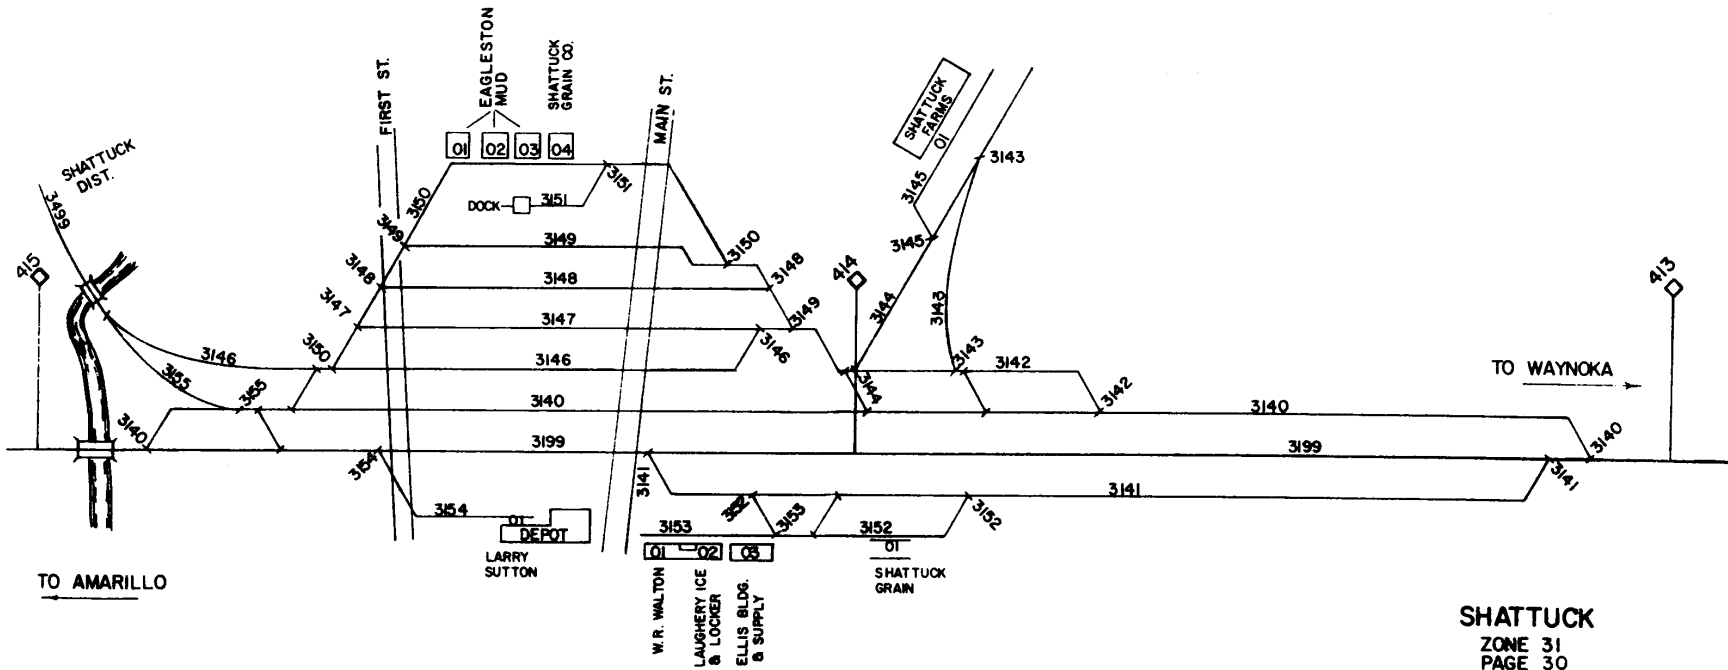 EAGLESTON
MUD
SHATTUCK
GRAIN CO.
FIRST ST.
MAIN ST.
01
02
03
04
SHATTUCK
FARMS
01
SHATTUCK
DIST.
3499
3143
3151
3145
3150
DOCK
3151
3149
3149
3145
3150
415
3148
3148
3148
414
413
3147
3147
3149
3144
3143
3146
3150
3146
3146
3143
3142
TO WAYNOKA
3155
3155
3144
3142
3140
3140
3140
3199
3199
3140
3154
3141
3141
3141
3154
01
DEPOT
3152
3153
3153
3152
3152
01
02
03
01
LARRY
SUTTON
SHATTUCK
GRAIN
W.R. WALTON
LAUGHERY ICE
& LOCKER
ELLIS BLDG.
& SUPPLY
TO AMARILLO
SHATTUCK
ZONE 31
PAGE 30